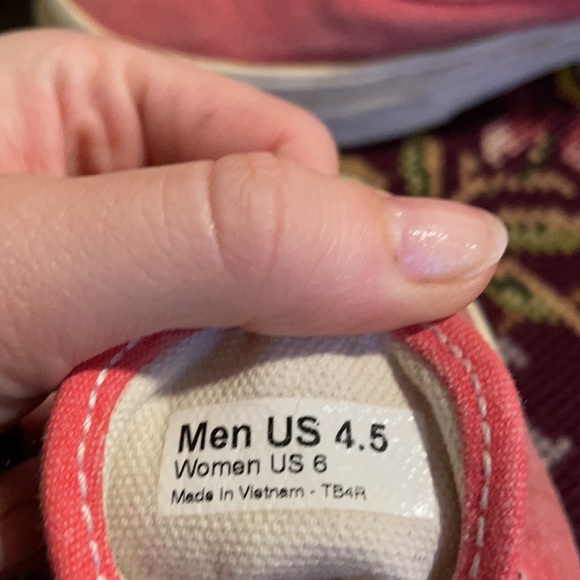 Men US 4.5
Women US 6
Made In Vietnam - TB4R